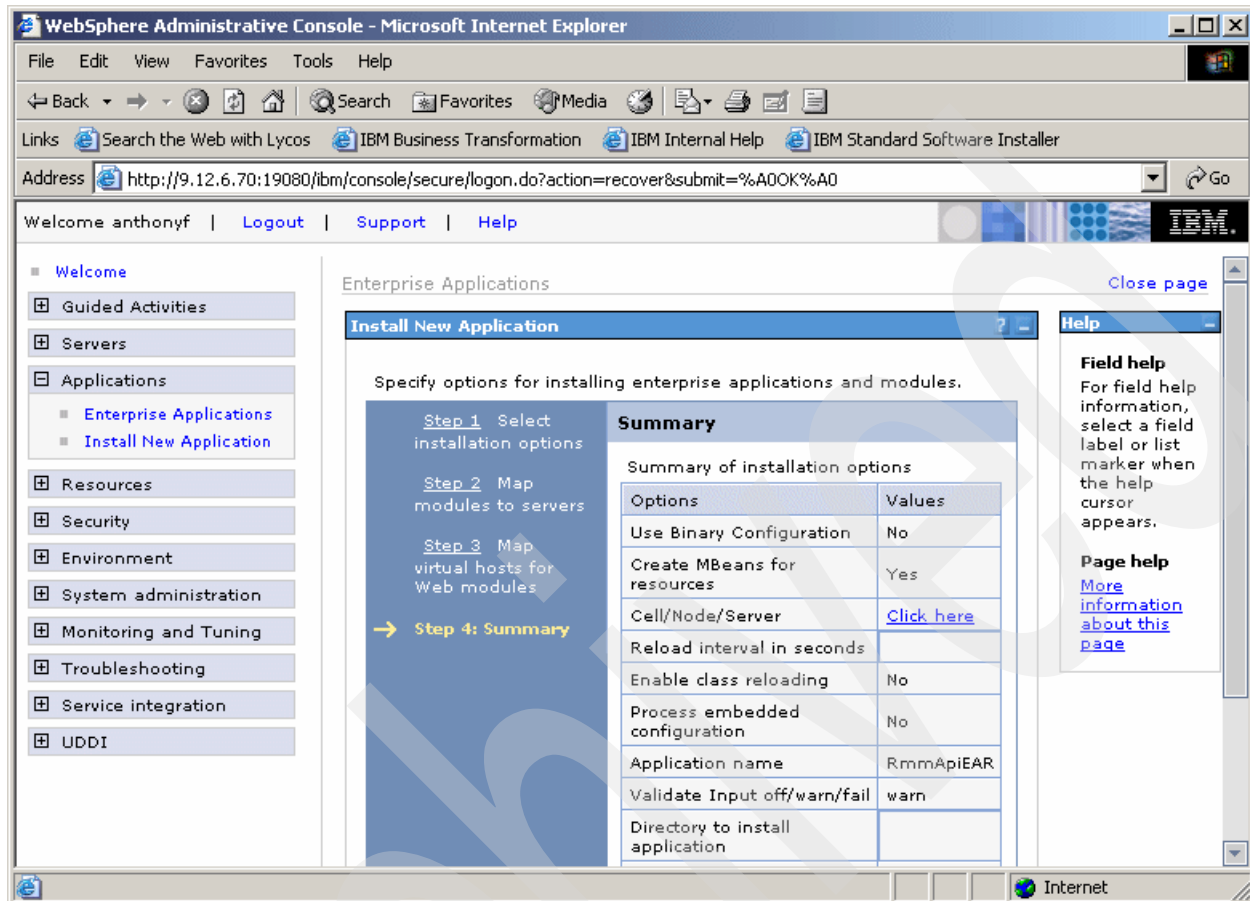 WebSphere Administrative Console - Microsoft Internet Explorer
File Edit View Favorites Tools Help
Back Search Favorites Media
Links Search the Web with Lycos IBM Business Transformation IBM Internal Help IBM Standard Software Installer
Address http://9.12.6.70:19080/ibm/console/secure/logon.do?action=recover&submit=%A0OK%A0 Go
Welcome anthonyf | Logout | Support | Help IBM.
Welcome
Guided Activities
Servers
Applications
Enterprise Applications
Install New Application
Resources
Security
Environment
System administration
Monitoring and Tuning
Troubleshooting
Service integration
UDDI
Enterprise Applications Close page
Install New Application ? -
Specify options for installing enterprise applications and modules.
Step 1 Select
installation options
Step 2 Map
modules to servers
Step 3 Map
virtual hosts for
Web modules
Step 4: Summary
Summary
Summary of installation options
Options Values
Use Binary Configuration No
Create MBeans for
resources Yes
Cell/Node/Server Click here
Reload interval in seconds
Enable class reloading No
Process embedded
configuration No
Application name RmmApiEAR
Validate Input off/warn/fail warn
Directory to install
application
Help -
Field help
For field help
information,
select a field
label or list
marker when
the help
cursor
appears.
Page help
More
information
about this
page
Internet